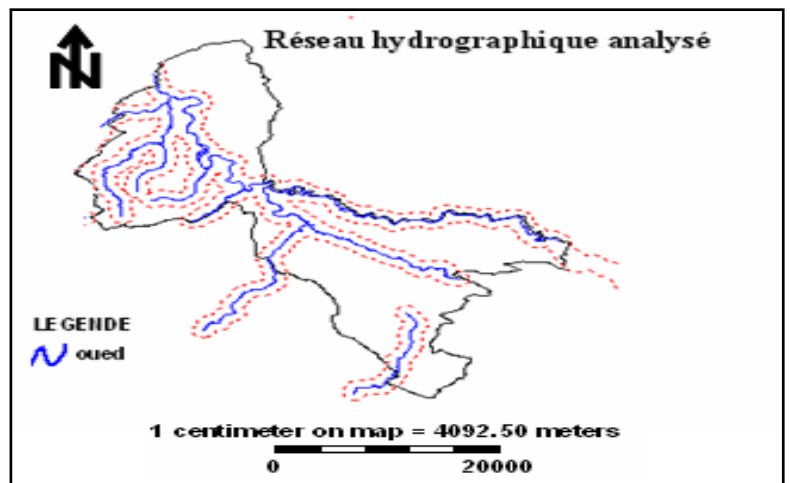 N
Réseau hydrographique analysé
LEGENDE
oued
1 centimeter on map = 4092.50 meters
0 20000